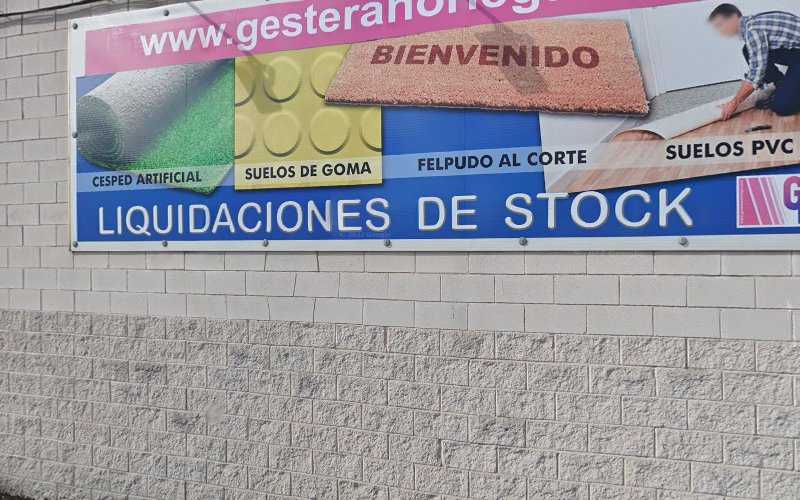 BIENVENIDO
CESPED ARTIFICIAL
SUELOS DE GOMA
FELPUDO AL CORTE
SUELOS PVC
LIQUIDACIONES DE STOCK